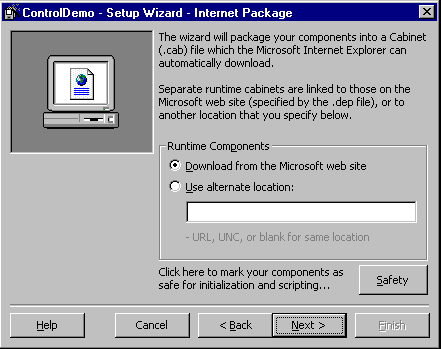 ControlDemo - Setup Wizard - Internet Package
The wizard will package your components into a Cabinet
(.cab) file which the Microsoft Internet Explorer can
automatically download.
Separate runtime cabinets are linked to those on the
Microsoft web site (specified by the .dep file), or to
another location that you specify below.
Runtime Components
Download from the Microsoft web site
Use alternate location:
- URL, UNC, or blank for same location
Click here to mark your components as
safe for initialization and scripting...
Safety
Help
Cancel
< Back
Next >
Finish